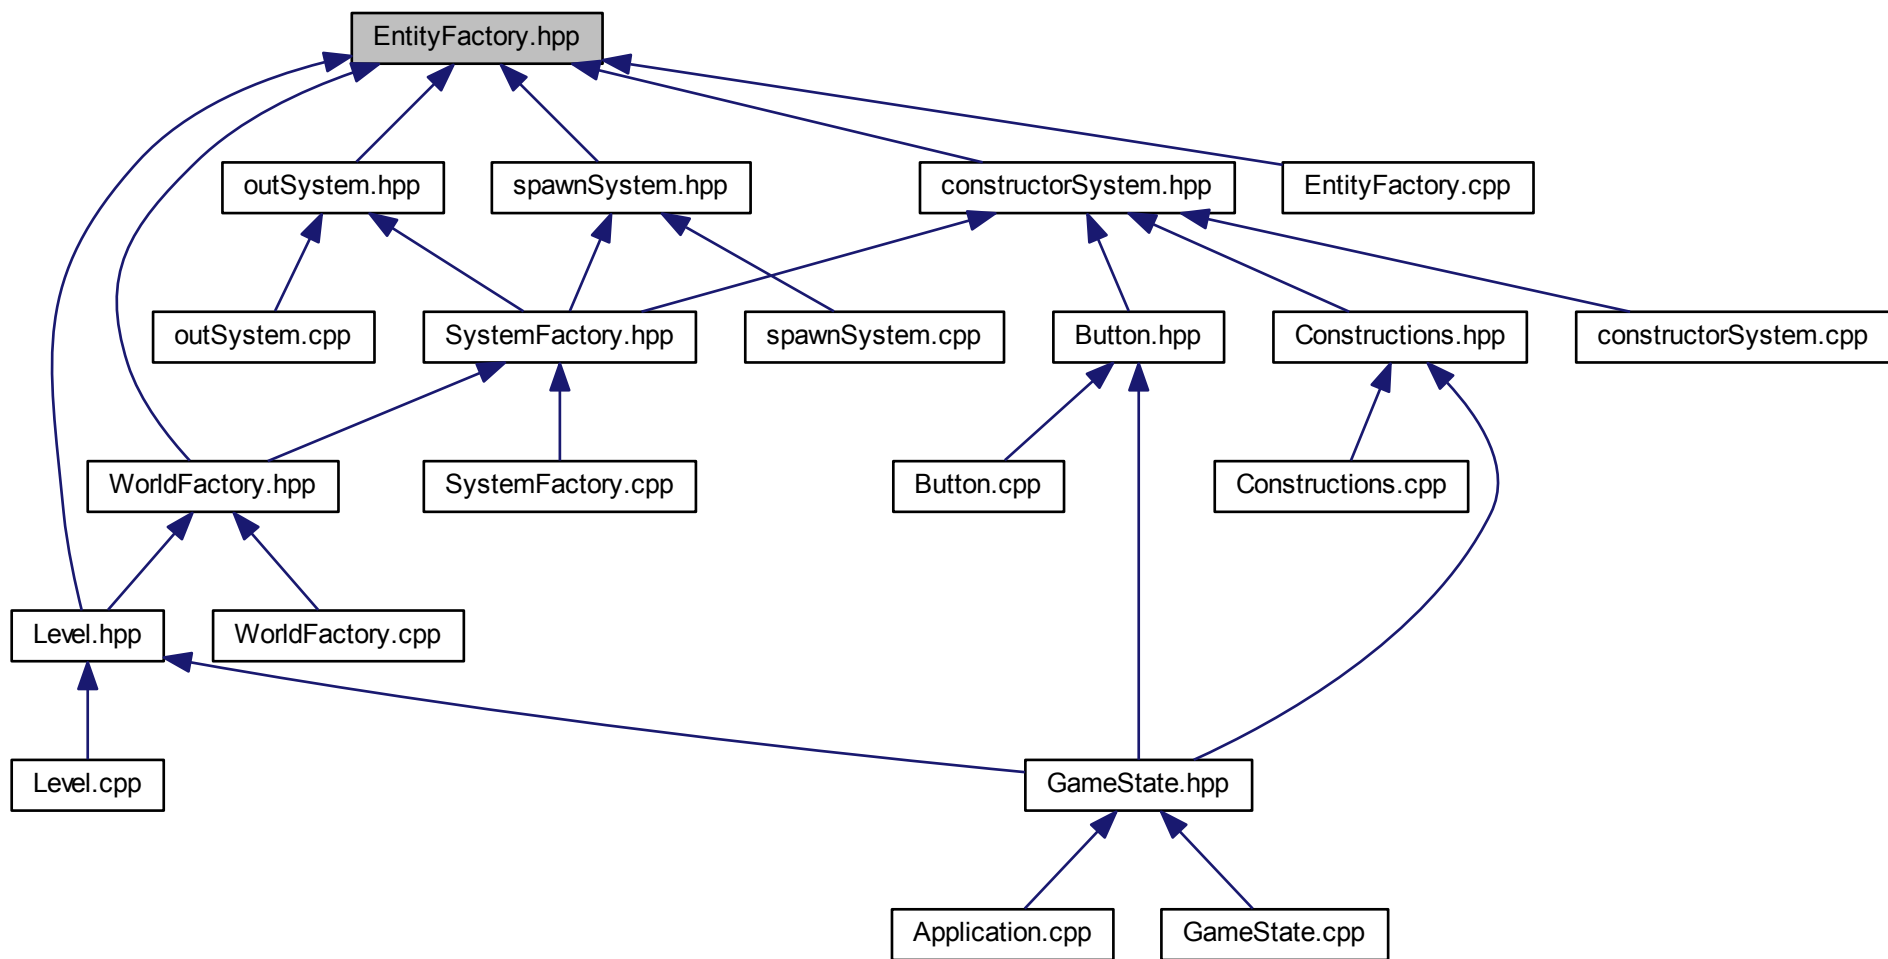 EntityFactory.hpp
outSystem.hpp
spawnSystem.hpp
constructorSystem.hpp
EntityFactory.cpp
outSystem.cpp
SystemFactory.hpp
spawnSystem.cpp
Button.hpp
Constructions.hpp
constructorSystem.cpp
WorldFactory.hpp
SystemFactory.cpp
Button.cpp
Constructions.cpp
Level.hpp
WorldFactory.cpp
Level.cpp
GameState.hpp
Application.cpp
GameState.cpp